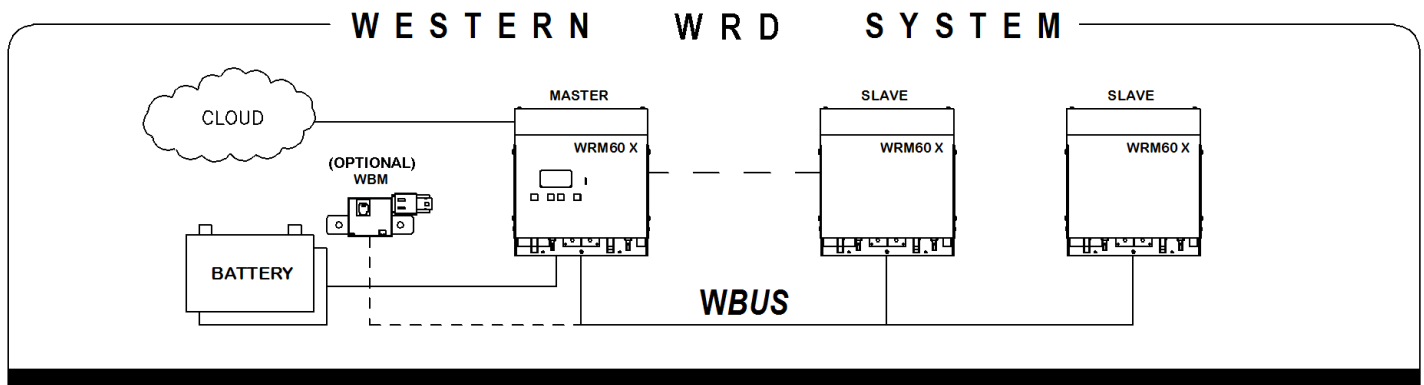 WESTERN WRD SYSTEM
MASTER
SLAVE
SLAVE
CLOUD
WRM60 X
WRM60 X
WRM60 X
(OPTIONAL)
WBM
BATTERY
WBUS